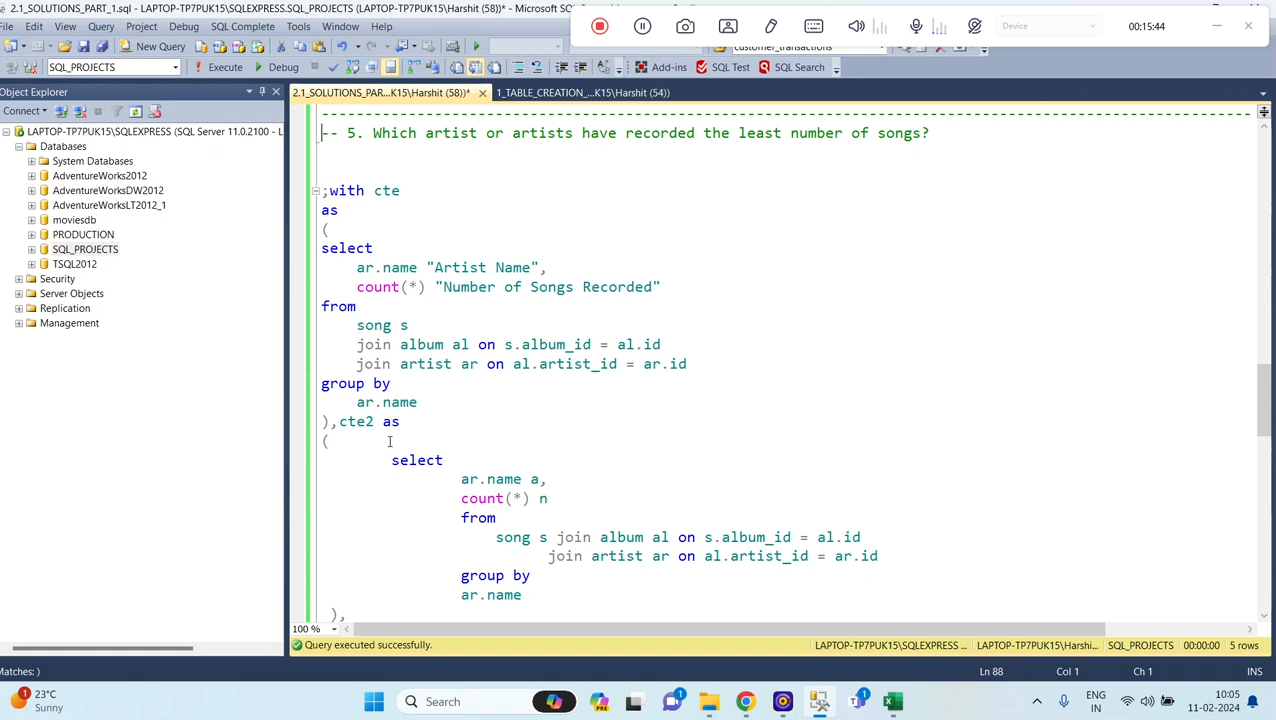 2.1_SOLUTIONS_PART_1.sql - LAPTOP-TP7PUK15\SQLEXPRESS.SQL_PROJECTS (LAPTOP-TP7PUK15\Harshit (58))* - Microsoft SQL
Device
00:15:44
File Edit View Query Project Debug SQL Complete Tools Window Help
New Query
customer_transactions
SQL_PROJECTS
Execute Debug
Add-ins SQL Test SQL Search
Object Explorer
2.1_SOLUTIONS_PAR...K15\Harshit (58))* 1_TABLE_CREATION_...K15\Harshit (54))
Connect
LAPTOP-TP7PUK15\SQLEXPRESS (SQL Server 11.0.2100 - L
Databases
System Databases
AdventureWorks2012
AdventureWorksDW2012
AdventureWorksLT2012_1
moviesdb
PRODUCTION
SQL_PROJECTS
TSQL2012
Security
Server Objects
Replication
Management
-- 5. Which artist or artists have recorded the least number of songs?
;with cte
as
(
select
ar.name "Artist Name",
count(*) "Number of Songs Recorded"
from
song s
join album al on s.album_id = al.id
join artist ar on al.artist_id = ar.id
group by
ar.name
),cte2 as
(
select
ar.name a,
count(*) n
from
song s join album al on s.album_id = al.id
join artist ar on al.artist_id = ar.id
group by
ar.name
),
100 %
Query executed successfully.
LAPTOP-TP7PUK15\SQLEXPRESS ... LAPTOP-TP7PUK15\Harshi... SQL_PROJECTS 00:00:00 5 rows
Matches: )
Ln 88 Col 1 Ch 1 INS
23°C
Sunny
Search
ENG
IN
10:05
11-02-2024